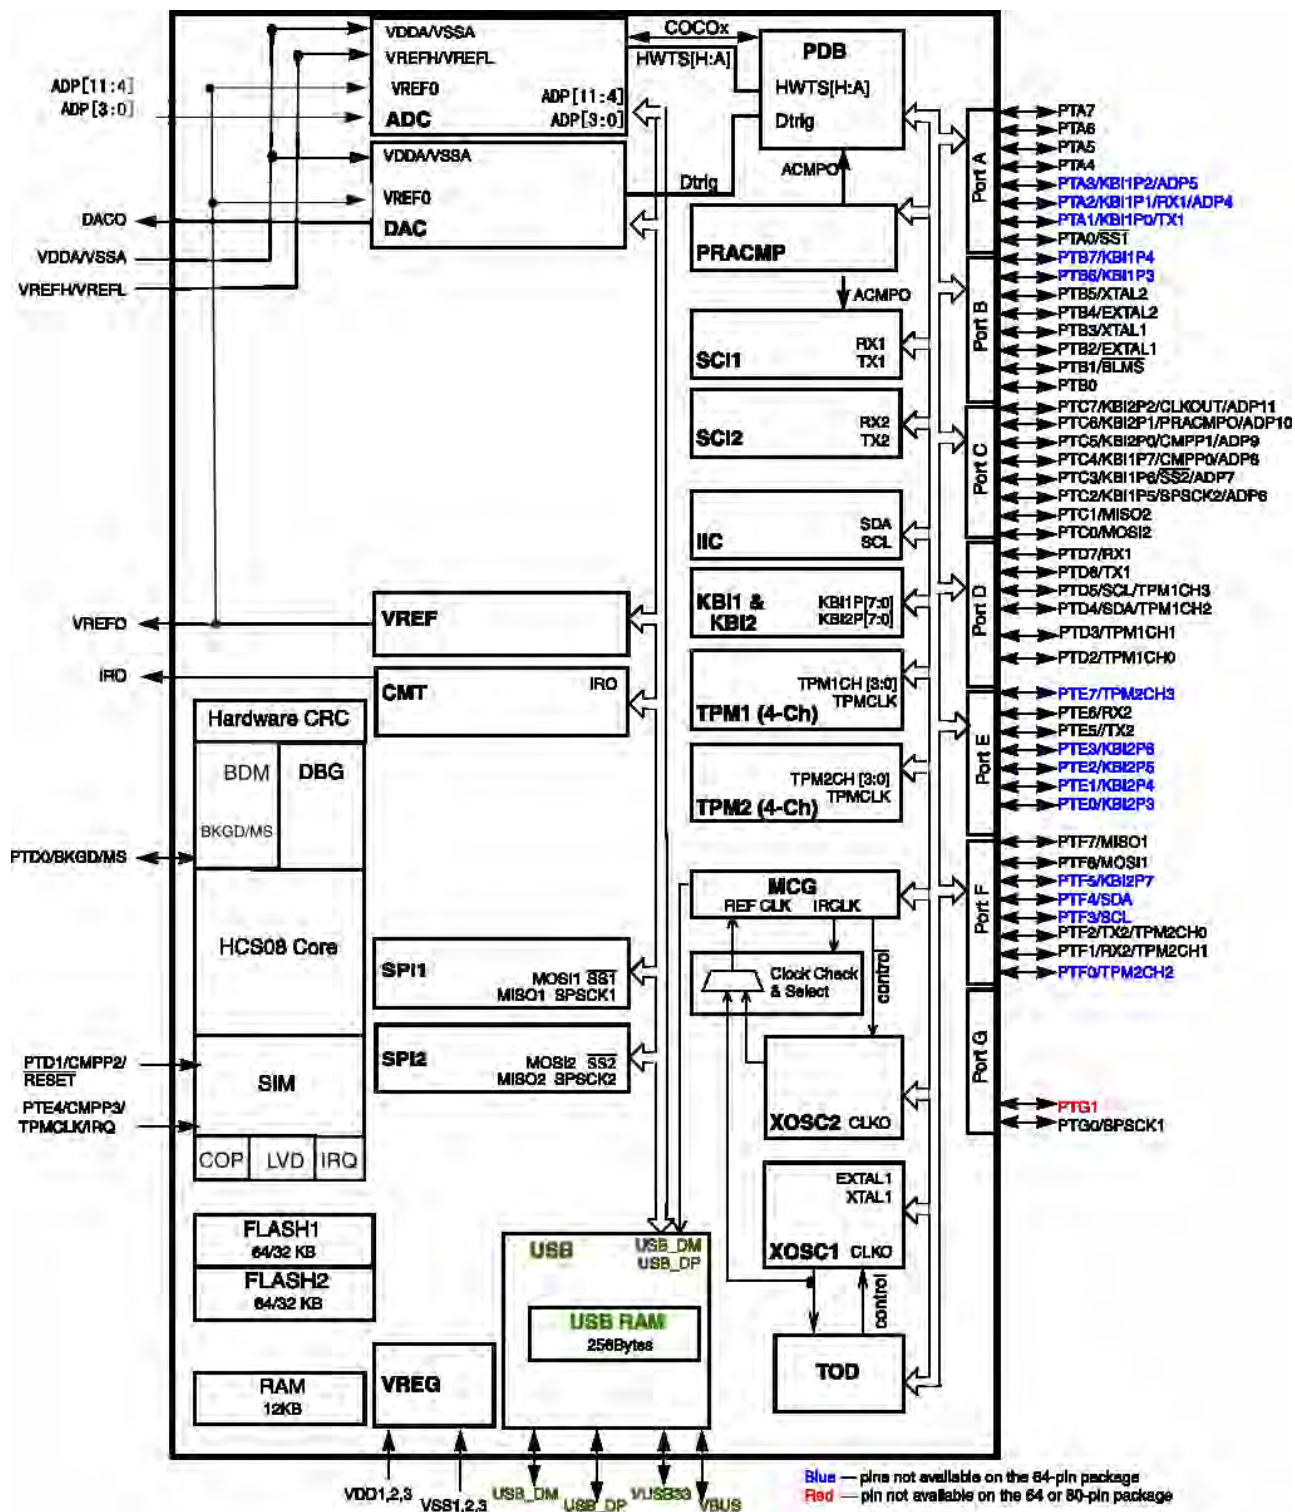 VDDA/VSSA
VREFH/VREFL
VREFO
ADP[11:4]
ADP[3:0]
ADC
ADP[11:4]
ADP[3:0]
COCOx
HWTS[H:A]
PDB
HWTS[H:A]
Dtrig
VDDA/VSSA
VREFO
DAC
Dtrig
ACMPO
PRACMP
ACMPO
DACO
VDDA/VSSA
VREFH/VREFL
SCI1
RX1
TX1
SCI2
RX2
TX2
IIC
SDA
SCL
KBI1 &
KBI2
KBI1P[7:0]
KBI2P[7:0]
TPM1 (4-Ch)
TPM1CH [3:0]
TPMCLK
TPM2 (4-Ch)
TPM2CH [3:0]
TPMCLK
VREFO
VREF
IRO
CMT
IRO
Hardware CRC
BDM
DBG
BKGD/MS
PTD0/BKGD/MS
HCS08 Core
SIM
PTD1/CMPP2/
RESET
PTE4/CMPP3/
TPMCLK/IRQ
COP
LVD
IRQ
SPI1
MOSI1 SS1
MISO1 SPSCK1
SPI2
MOSI2 SS2
MISO2 SPSCK2
MCG
REF CLK
IRCLK
Clock Check
& Select
control
XOSC2
CLKO
EXTAL1
XTAL1
XOSC1
CLKO
control
TOD
FLASH1
64/32 KB
FLASH2
64/32 KB
RAM
12KB
VREG
USB
USB_DM
USB_DP
USB RAM
256Bytes
VDD1,2,3
VSS1,2,3
USB_DM
USB_DP
VUSB33
VBUS
Port A
PTA7
PTA6
PTA5
PTA4
PTA3/KBI1P2/ADP5
PTA2/KBI1P1/RX1/ADP4
PTA1/KBI1P0/TX1
PTA0/SS1
Port B
PTB7/KBI1P4
PTB6/KBI1P3
PTB5/XTAL2
PTB4/EXTAL2
PTB3/XTAL1
PTB2/EXTAL1
PTB1/BLMS
PTB0
Port C
PTC7/KBI2P2/CLKOUT/ADP11
PTC6/KBI2P1/PRACMPO/ADP10
PTC5/KBI2P0/CMPP1/ADP9
PTC4/KBI1P7/CMPP0/ADP8
PTC3/KBI1P6/SS2/ADP7
PTC2/KBI1P5/SPSCK2/ADP6
PTC1/MISO2
PTC0/MOSI2
Port D
PTD7/RX1
PTD6/TX1
PTD5/SCL/TPM1CH3
PTD4/SDA/TPM1CH2
PTD3/TPM1CH1
PTD2/TPM1CH0
Port E
PTE7/TPM2CH3
PTE6/RX2
PTE5//TX2
PTE3/KBI2P6
PTE2/KBI2P5
PTE1/KBI2P4
PTE0/KBI2P3
Port F
PTF7/MISO1
PTF6/MOSI1
PTF5/KBI2P7
PTF4/SDA
PTF3/SCL
PTF2/TX2/TPM2CH0
PTF1/RX2/TPM2CH1
PTF0/TPM2CH2
Port G
PTG1
PTG0/SPSCK1
Blue — pins not available on the 64-pin package
Red — pin not available on the 64 or 80-pin package